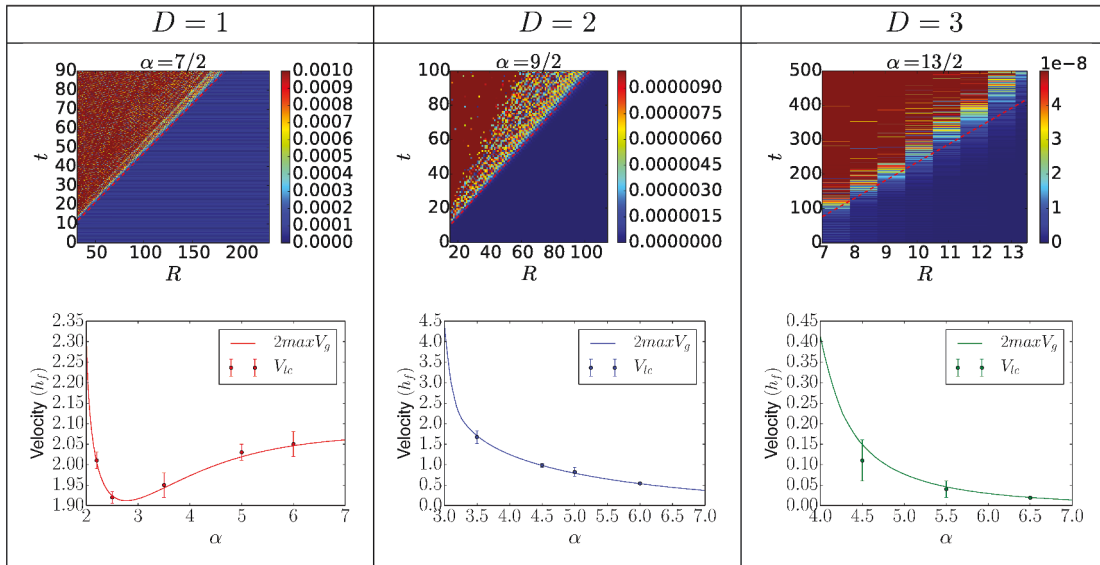 D = 1
D = 2
D = 3
α=7/2
90
80
70
60
50
40
30
20
10
0
t
50 100 150 200
R
0.0010
0.0009
0.0008
0.0007
0.0006
0.0005
0.0004
0.0003
0.0002
0.0001
0.0000
α=9/2
100
80
60
40
20
0
t
20 40 60 80 100
R
0.0000090
0.0000075
0.0000060
0.0000045
0.0000030
0.0000015
0.0000000
α=13/2
500
400
300
200
100
0
t
7 8 9 10 11 12 13
R
1e−8
5
4
3
2
1
0
2.35
2.30
2.25
2.20
2.15
2.10
2.05
2.00
1.95
1.90
Velocity (h_f)
2maxV_g
V_lc
2 3 4 5 6 7
α
4.5
4.0
3.5
3.0
2.5
2.0
1.5
1.0
0.5
0.0
Velocity (h_f)
2maxV_g
V_lc
3.0 3.5 4.0 4.5 5.0 5.5 6.0 6.5 7.0
α
0.45
0.40
0.35
0.30
0.25
0.20
0.15
0.10
0.05
0.00
Velocity (h_f)
2maxV_g
V_lc
4.0 4.5 5.0 5.5 6.0 6.5 7.0
α